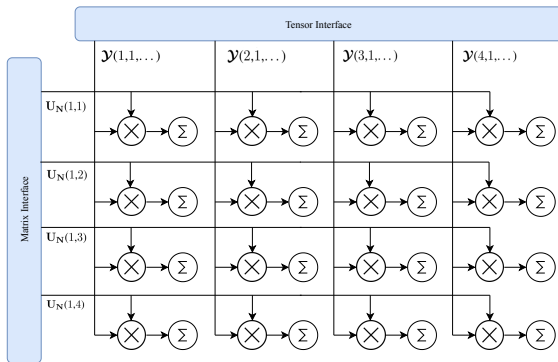 Tensor Interface
𝓨(1,1,...) 𝓨(2,1,...) 𝓨(3,1,...) 𝓨(4,1,...)
Matrix Interface
U_N(1,1)
Σ Σ Σ Σ
U_N(1,2)
Σ Σ Σ Σ
U_N(1,3)
Σ Σ Σ Σ
U_N(1,4)
Σ Σ Σ Σ